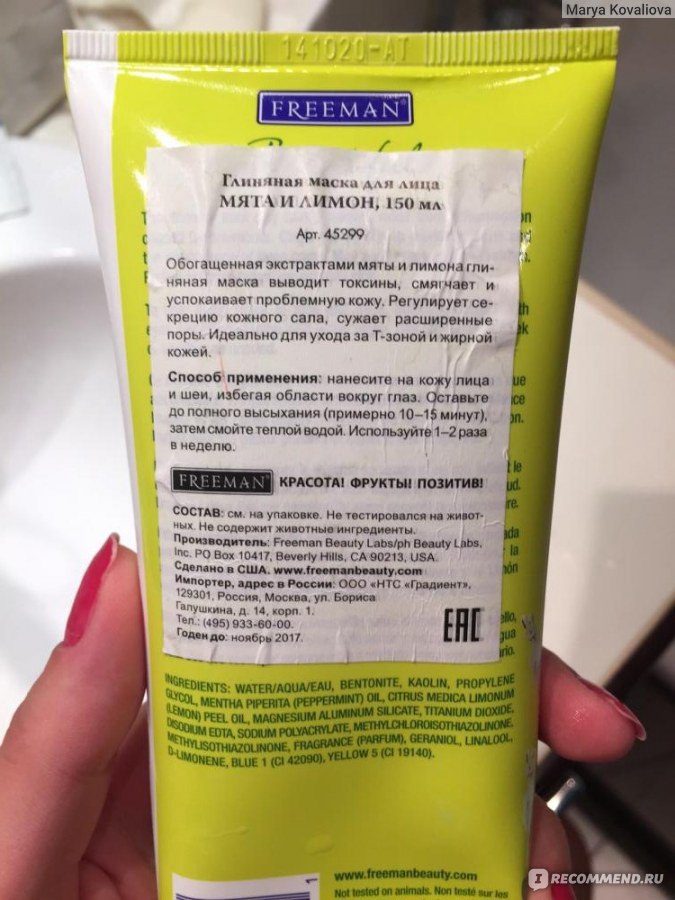 Marya Kovaliova
141020-AT
FREEMAN
Глиняная маска для лица
МЯТА И ЛИМОН, 150 мл
Арт. 45299
Обогащенная экстрактами мяты и лимона гли-
няная маска выводит токсины, смягчает и
успокаивает проблемную кожу. Регулирует се-
крецию кожного сала, сужает расширенные
поры. Идеально для ухода за Т-зоной и жирной
кожей.
Способ применения: нанесите на кожу лица
и шеи, избегая области вокруг глаз. Оставьте
до полного высыхания (примерно 10–15 минут),
затем смойте теплой водой. Используйте 1–2 раза
в неделю.
FREEMAN КРАСОТА! ФРУКТЫ! ПОЗИТИВ!
СОСТАВ: см. на упаковке. Не тестировался на живот-
ных. Не содержит животные ингредиенты.
Производитель: Freeman Beauty Labs/ph Beauty Labs,
Inc. PO Box 10417, Beverly Hills, CA 90213, USA.
Сделано в США. www.freemanbeauty.com
Импортер, адрес в России: ООО «НТС «Градиент»,
129301, Россия, Москва, ул. Бориса
Галушкина, д. 14, корп. 1.
Тел.: (495) 933-60-00.
Годен до: ноябрь 2017.
EAC
INGREDIENTS: WATER/AQUA/EAU, BENTONITE, KAOLIN, PROPYLENE
GLYCOL, MENTHA PIPERITA (PEPPERMINT) OIL, CITRUS MEDICA LIMONUM
(LEMON) PEEL OIL, MAGNESIUM ALUMINUM SILICATE, TITANIUM DIOXIDE,
DISODIUM EDTA, SODIUM POLYACRYLATE, METHYLCHLOROISOTHIAZOLINONE,
METHYLISOTHIAZOLINONE, FRAGRANCE (PARFUM), GERANIOL, LINALOOL,
D-LIMONENE, BLUE 1 (CI 42090), YELLOW 5 (CI 19140).
1
www.freemanbeauty.com
Not tested on animals. Non testé sur les
IRECOMMEND.RU